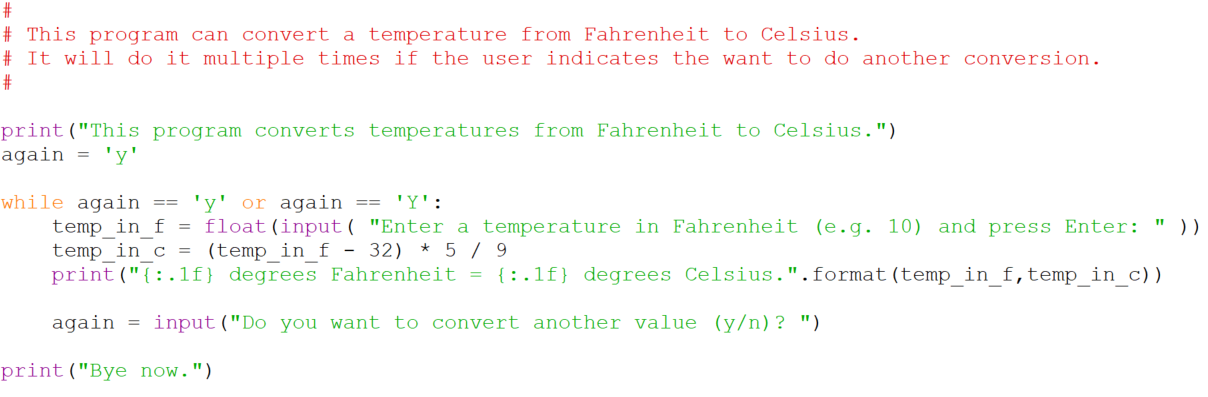 #
# This program can convert a temperature from Fahrenheit to Celsius.
# It will do it multiple times if the user indicates the want to do another conversion.
#
print("This program converts temperatures from Fahrenheit to Celsius.")
again = 'y'
while again == 'y' or again == 'Y':
    temp_in_f = float(input( "Enter a temperature in Fahrenheit (e.g. 10) and press Enter: " ))
    temp_in_c = (temp_in_f - 32) * 5 / 9
    print("{:.1f} degrees Fahrenheit = {:.1f} degrees Celsius.".format(temp_in_f,temp_in_c))
    again = input("Do you want to convert another value (y/n)? ")
print("Bye now.")